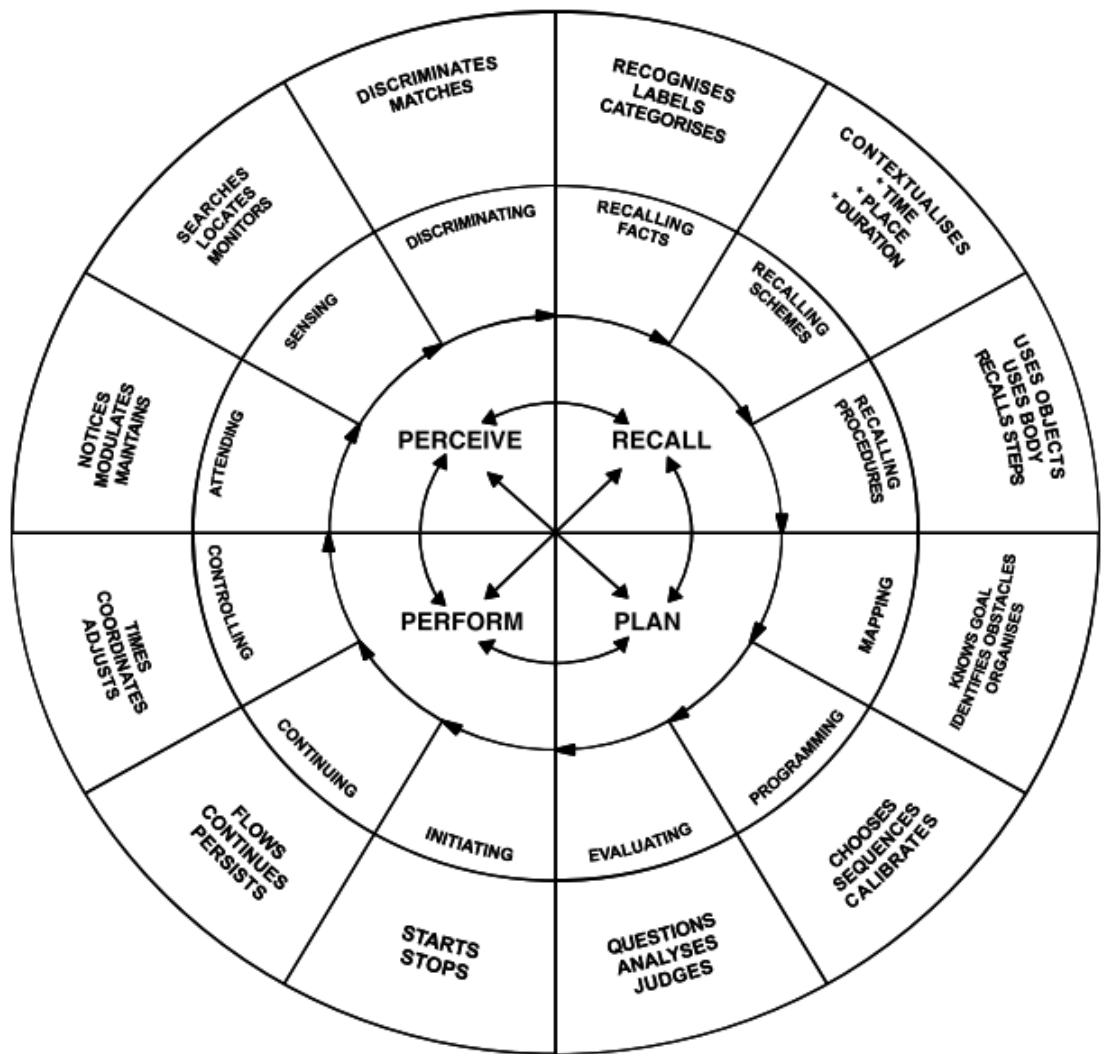 DISCRIMINATES
MATCHES
RECOGNISES
LABELS
CATEGORISES
CONTEXTUALISES
* TIME
* PLACE
* DURATION
USES OBJECTS
USES BODY
RECALLS STEPS
KNOWS GOAL
IDENTIFIES OBSTACLES
ORGANISES
CHOOSES
SEQUENCES
CALIBRATES
QUESTIONS
ANALYSES
JUDGES
STARTS
STOPS
FLOWS
CONTINUES
PERSISTS
TIMES
COORDINATES
ADJUSTS
NOTICES
MODULATES
MAINTAINS
SEARCHES
LOCATES
MONITORS
DISCRIMINATING
RECALLING
FACTS
RECALLING
SCHEMES
RECALLING
PROCEDURES
MAPPING
PROGRAMMING
EVALUATING
INITIATING
CONTINUING
CONTROLLING
ATTENDING
SENSING
PERCEIVE
RECALL
PERFORM
PLAN